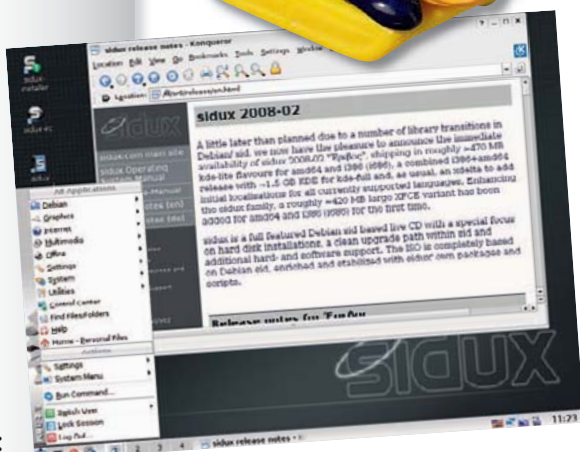 sidux release notes - Konqueror
Location Edit View Go Bookmarks Tools Settings Window
Location:
sidux
installer
sidux
sidux 2008-02
A little later than planned due to a number of library transitions in
Debian/ sid, we now have the pleasure to announce the immediate
availability of sidux 2008-02 "Έρεβος", shipping in roughly ~470 MB
kde-lite flavours for amd64 and i386 (i686), a combined i386+amd64
release with ~1.5 GB KDE for kde-full and, as usual, an xdelta to add
initial localisations for all currently supported languages. Enhancing
the sidux family, a roughly ~420 MB large XFCE variant has been
added for amd64 and i386 (i686) for the first time.
sidux is a full featured Debian sid based live CD with a special focus
on hard disk installations, a clean upgrade path within sid and
additional hard- and software support. The ISO is completely based
on Debian sid, enriched and stabilized with sidux' own packages and
scripts.
Release notes for "Έρεβος"
sidux.com main site
sidux Operating
All Applications
Debian
Graphics
Internet
Multimedia
Office
Settings
System
Utilities
Control Center
Find Files/Folders
Help
Home - Personal Files
Actions
Settings
System Menu
Run Command...
Switch User
Lock Session
Log Out...
SIDUX
1 2 3 4
sidux release notes -
11:23